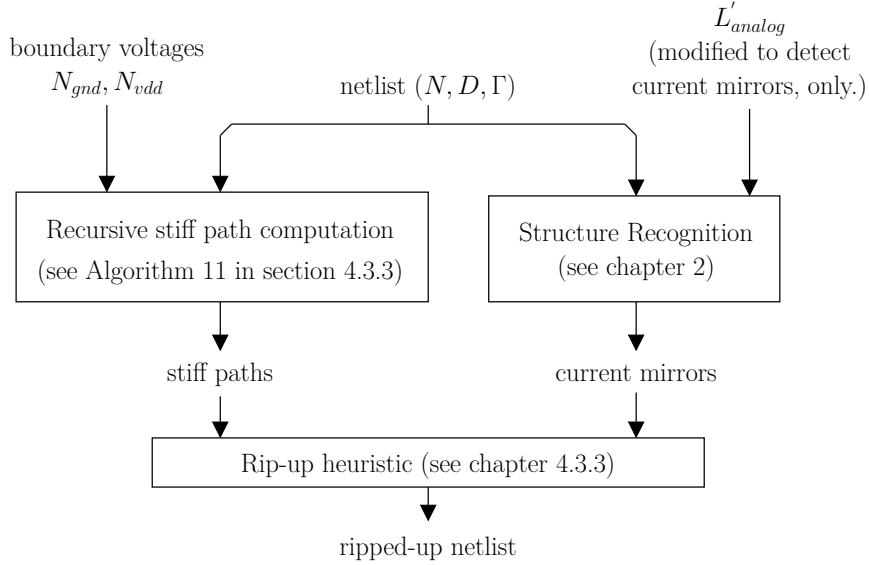 boundary voltages
N_gnd, N_vdd
netlist (N, D, Γ)
L'_analog
(modified to detect
current mirrors, only.)
Recursive stiff path computation
(see Algorithm 11 in section 4.3.3)
Structure Recognition
(see chapter 2)
stiff paths
current mirrors
Rip-up heuristic (see chapter 4.3.3)
ripped-up netlist